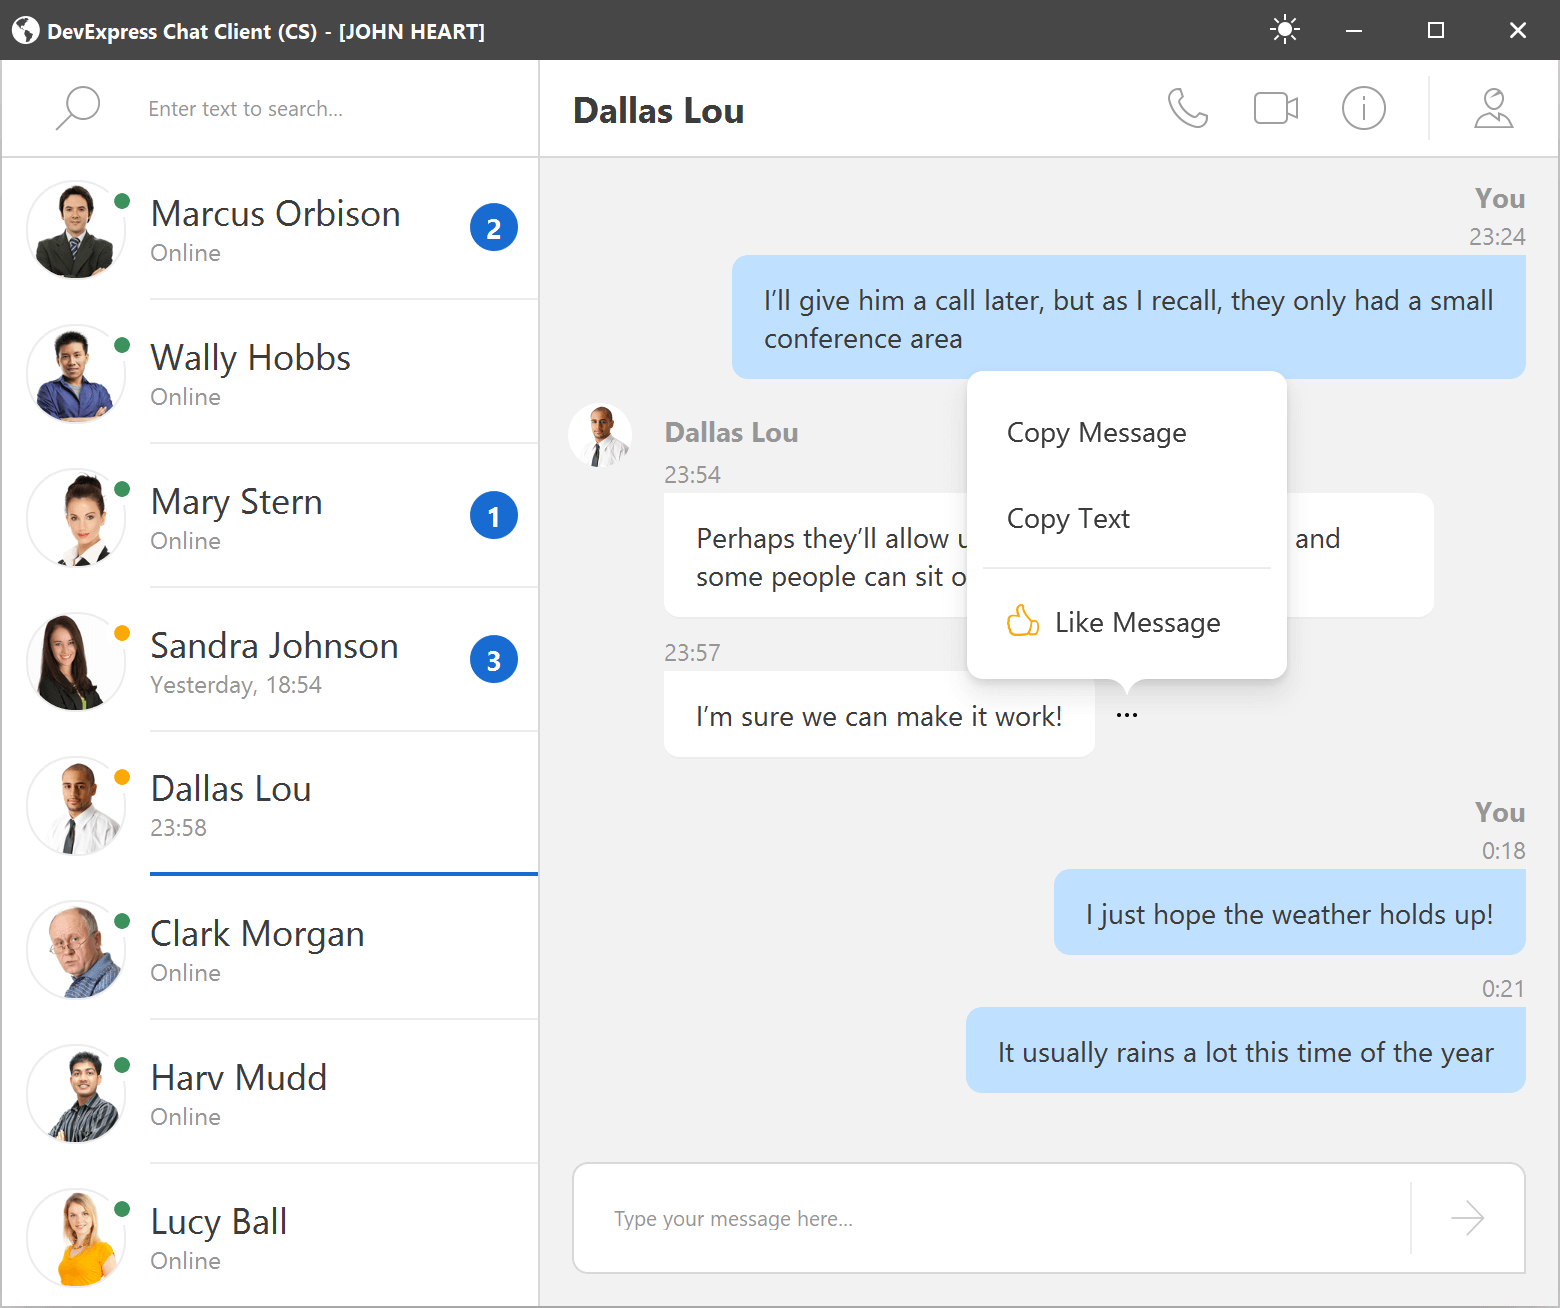 DevExpress Chat Client (CS) - [JOHN HEART]
Enter text to search...
Marcus Orbison
Online
2
Wally Hobbs
Online
Mary Stern
Online
1
Sandra Johnson
Yesterday, 18:54
3
Dallas Lou
23:58
Clark Morgan
Online
Harv Mudd
Online
Lucy Ball
Online
Dallas Lou
You
23:24
I’ll give him a call later, but as I recall, they only had a small
conference area
Dallas Lou
23:54
Perhaps they’ll allow and
some people can sit
23:57
I’m sure we can make it work!
...
Copy Message
Copy Text
Like Message
You
0:18
I just hope the weather holds up!
0:21
It usually rains a lot this time of the year
Type your message here...